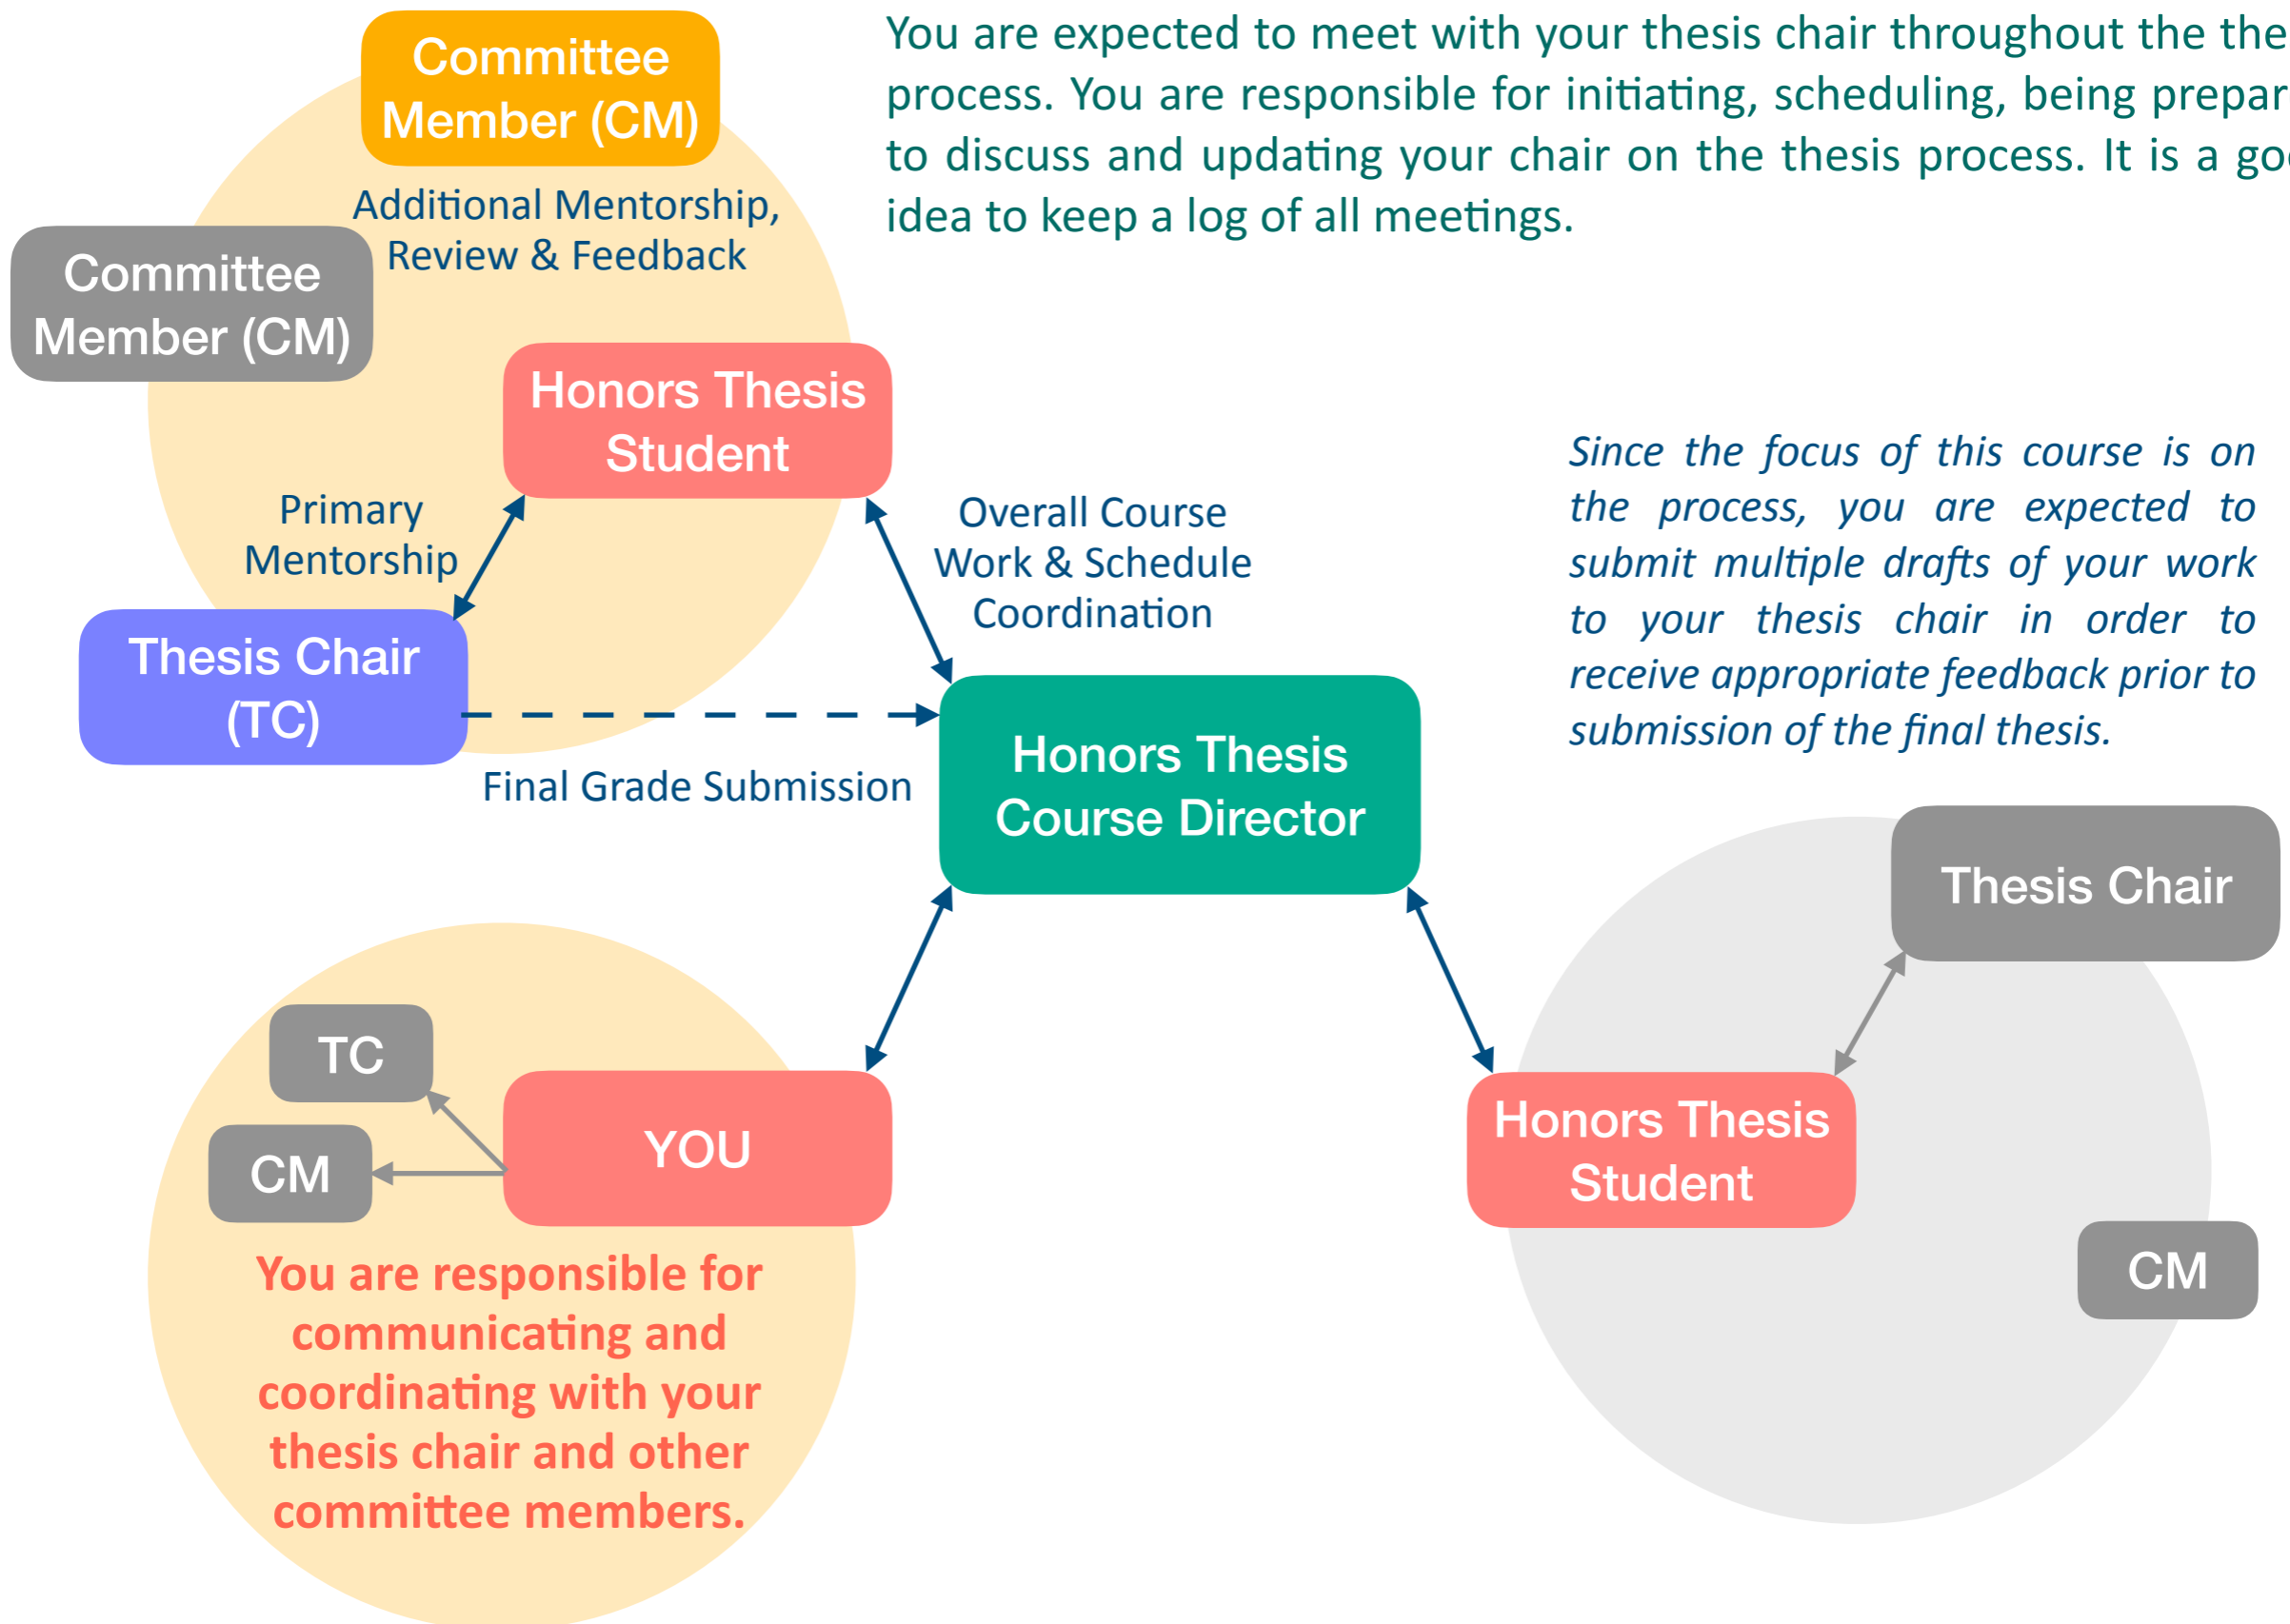 Committee
Member (CM)
You are expected to meet with your thesis chair throughout the
process. You are responsible for initiating, scheduling, being
to discuss and updating your chair on the thesis process. It is a
idea to keep a log of all meetings.
Additional Mentorship,
Review & Feedback
Committee
Member (CM)
Honors Thesis
Student
Primary
Mentorship
Overall Course
Work & Schedule
Coordination
Since the focus of this course is on
the process, you are expected to
submit multiple drafts of your work
to your thesis chair in order to
receive appropriate feedback prior to
submission of the final thesis.
Thesis Chair
(TC)
Final Grade Submission
Honors Thesis
Course Director
Thesis Chair
TC
CM
YOU
Honors Thesis
Student
CM
You are responsible for
communicating and
coordinating with your
thesis chair and other
committee members.